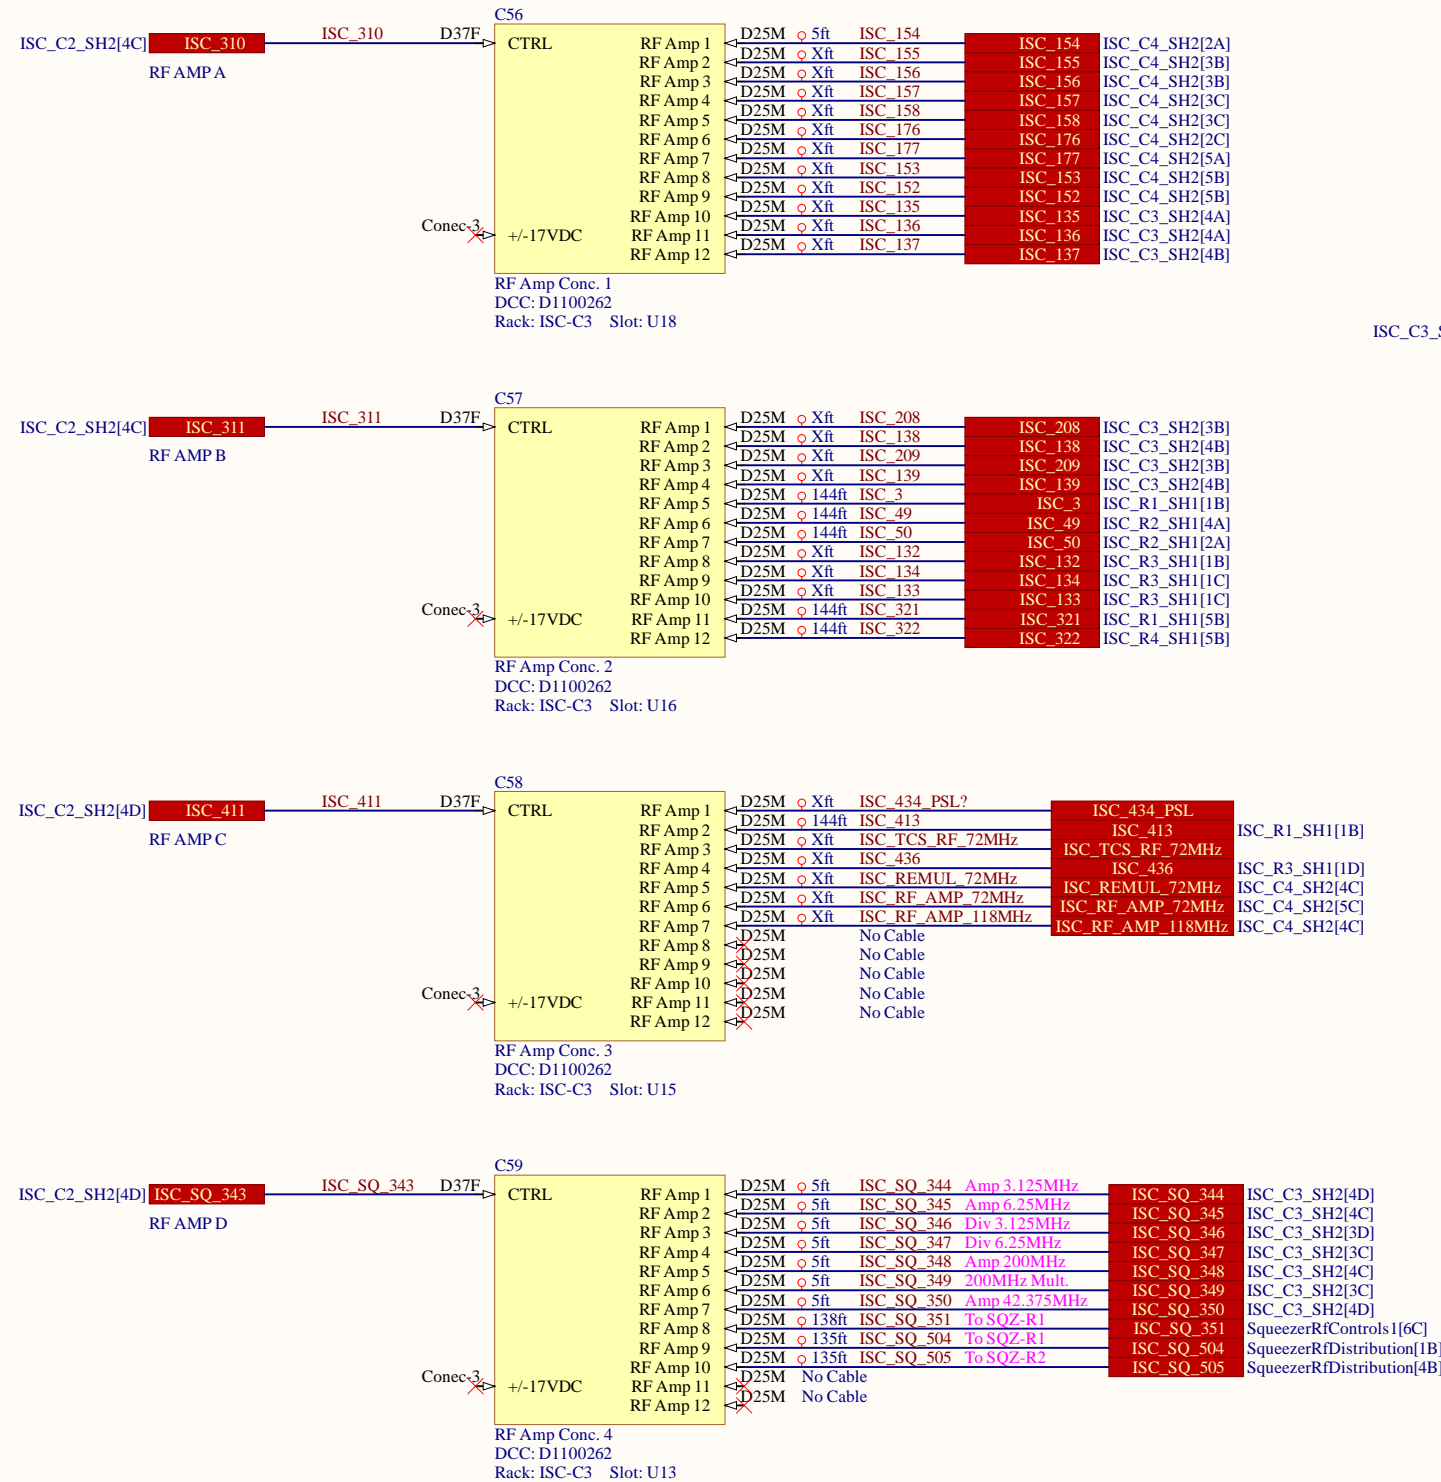 C56
ISC_C2_SH2[4C] ISC_310 ISC_310 D37F CTRL
RF AMP A
RF Amp 1 D25M 5ft ISC_154 ISC_154 ISC_C4_SH2[2A]
RF Amp 2 D25M Xft ISC_155 ISC_155 ISC_C4_SH2[3B]
RF Amp 3 D25M Xft ISC_156 ISC_156 ISC_C4_SH2[3B]
RF Amp 4 D25M Xft ISC_157 ISC_157 ISC_C4_SH2[3C]
RF Amp 5 D25M Xft ISC_158 ISC_158 ISC_C4_SH2[3C]
RF Amp 6 D25M Xft ISC_176 ISC_176 ISC_C4_SH2[2C]
RF Amp 7 D25M Xft ISC_177 ISC_177 ISC_C4_SH2[5A]
RF Amp 8 D25M Xft ISC_153 ISC_153 ISC_C4_SH2[5B]
RF Amp 9 D25M Xft ISC_152 ISC_152 ISC_C4_SH2[5B]
RF Amp 10 D25M Xft ISC_135 ISC_135 ISC_C3_SH2[4A]
RF Amp 11 D25M Xft ISC_136 ISC_136 ISC_C3_SH2[4A]
RF Amp 12 D25M Xft ISC_137 ISC_137 ISC_C3_SH2[4B]
Conec-3 +/-17VDC
RF Amp Conc. 1
DCC: D1100262
Rack: ISC-C3 Slot: U18
ISC_C3_S
C57
ISC_C2_SH2[4C] ISC_311 ISC_311 D37F CTRL
RF AMP B
RF Amp 1 D25M Xft ISC_208 ISC_208 ISC_C3_SH2[3B]
RF Amp 2 D25M Xft ISC_138 ISC_138 ISC_C3_SH2[4B]
RF Amp 3 D25M Xft ISC_209 ISC_209 ISC_C3_SH2[3B]
RF Amp 4 D25M Xft ISC_139 ISC_139 ISC_C3_SH2[4B]
RF Amp 5 D25M 144ft ISC_3 ISC_3 ISC_R1_SH1[1B]
RF Amp 6 D25M 144ft ISC_49 ISC_49 ISC_R2_SH1[4A]
RF Amp 7 D25M 144ft ISC_50 ISC_50 ISC_R2_SH1[2A]
RF Amp 8 D25M Xft ISC_132 ISC_132 ISC_R3_SH1[1B]
RF Amp 9 D25M Xft ISC_134 ISC_134 ISC_R3_SH1[1C]
RF Amp 10 D25M Xft ISC_133 ISC_133 ISC_R3_SH1[1C]
RF Amp 11 D25M 144ft ISC_321 ISC_321 ISC_R1_SH1[5B]
RF Amp 12 D25M 144ft ISC_322 ISC_322 ISC_R4_SH1[5B]
Conec-3 +/-17VDC
RF Amp Conc. 2
DCC: D1100262
Rack: ISC-C3 Slot: U16
C58
ISC_C2_SH2[4D] ISC_411 ISC_411 D37F CTRL
RF AMP C
RF Amp 1 D25M Xft ISC_434_PSL? ISC_434_PSL
RF Amp 2 D25M 144ft ISC_413 ISC_413 ISC_R1_SH1[1B]
RF Amp 3 D25M Xft ISC_TCS_RF_72MHz ISC_TCS_RF_72MHz
RF Amp 4 D25M Xft ISC_436 ISC_436 ISC_R3_SH1[1D]
RF Amp 5 D25M Xft ISC_REMUL_72MHz ISC_REMUL_72MHz ISC_C4_SH2[4C]
RF Amp 6 D25M Xft ISC_RF_AMP_72MHz ISC_RF_AMP_72MHz ISC_C4_SH2[5C]
RF Amp 7 D25M Xft ISC_RF_AMP_118MHz ISC_RF_AMP_118MHz ISC_C4_SH2[4C]
RF Amp 8 D25M No Cable
RF Amp 9 D25M No Cable
RF Amp 10 D25M No Cable
RF Amp 11 D25M No Cable
RF Amp 12 D25M No Cable
Conec-3 +/-17VDC
RF Amp Conc. 3
DCC: D1100262
Rack: ISC-C3 Slot: U15
C59
ISC_C2_SH2[4D] ISC_SQ_343 ISC_SQ_343 D37F CTRL
RF AMP D
RF Amp 1 D25M 5ft ISC_SQ_344 Amp 3.125MHz ISC_SQ_344 ISC_C3_SH2[4D]
RF Amp 2 D25M 5ft ISC_SQ_345 Amp 6.25MHz ISC_SQ_345 ISC_C3_SH2[4C]
RF Amp 3 D25M 5ft ISC_SQ_346 Div 3.125MHz ISC_SQ_346 ISC_C3_SH2[3D]
RF Amp 4 D25M 5ft ISC_SQ_347 Div 6.25MHz ISC_SQ_347 ISC_C3_SH2[3C]
RF Amp 5 D25M 5ft ISC_SQ_348 Amp 200MHz ISC_SQ_348 ISC_C3_SH2[4C]
RF Amp 6 D25M 5ft ISC_SQ_349 200MHz Mult. ISC_SQ_349 ISC_C3_SH2[3C]
RF Amp 7 D25M 5ft ISC_SQ_350 Amp 42.375MHz ISC_SQ_350 ISC_C3_SH2[4D]
RF Amp 8 D25M 138ft ISC_SQ_351 To SQZ-R1 ISC_SQ_351 SqueezerRfControls1[6C]
RF Amp 9 D25M 135ft ISC_SQ_504 To SQZ-R1 ISC_SQ_504 SqueezerRfDistribution[1B]
RF Amp 10 D25M 135ft ISC_SQ_505 To SQZ-R2 ISC_SQ_505 SqueezerRfDistribution[4B]
RF Amp 11 D25M No Cable
RF Amp 12 D25M No Cable
Conec-3 +/-17VDC
RF Amp Conc. 4
DCC: D1100262
Rack: ISC-C3 Slot: U13